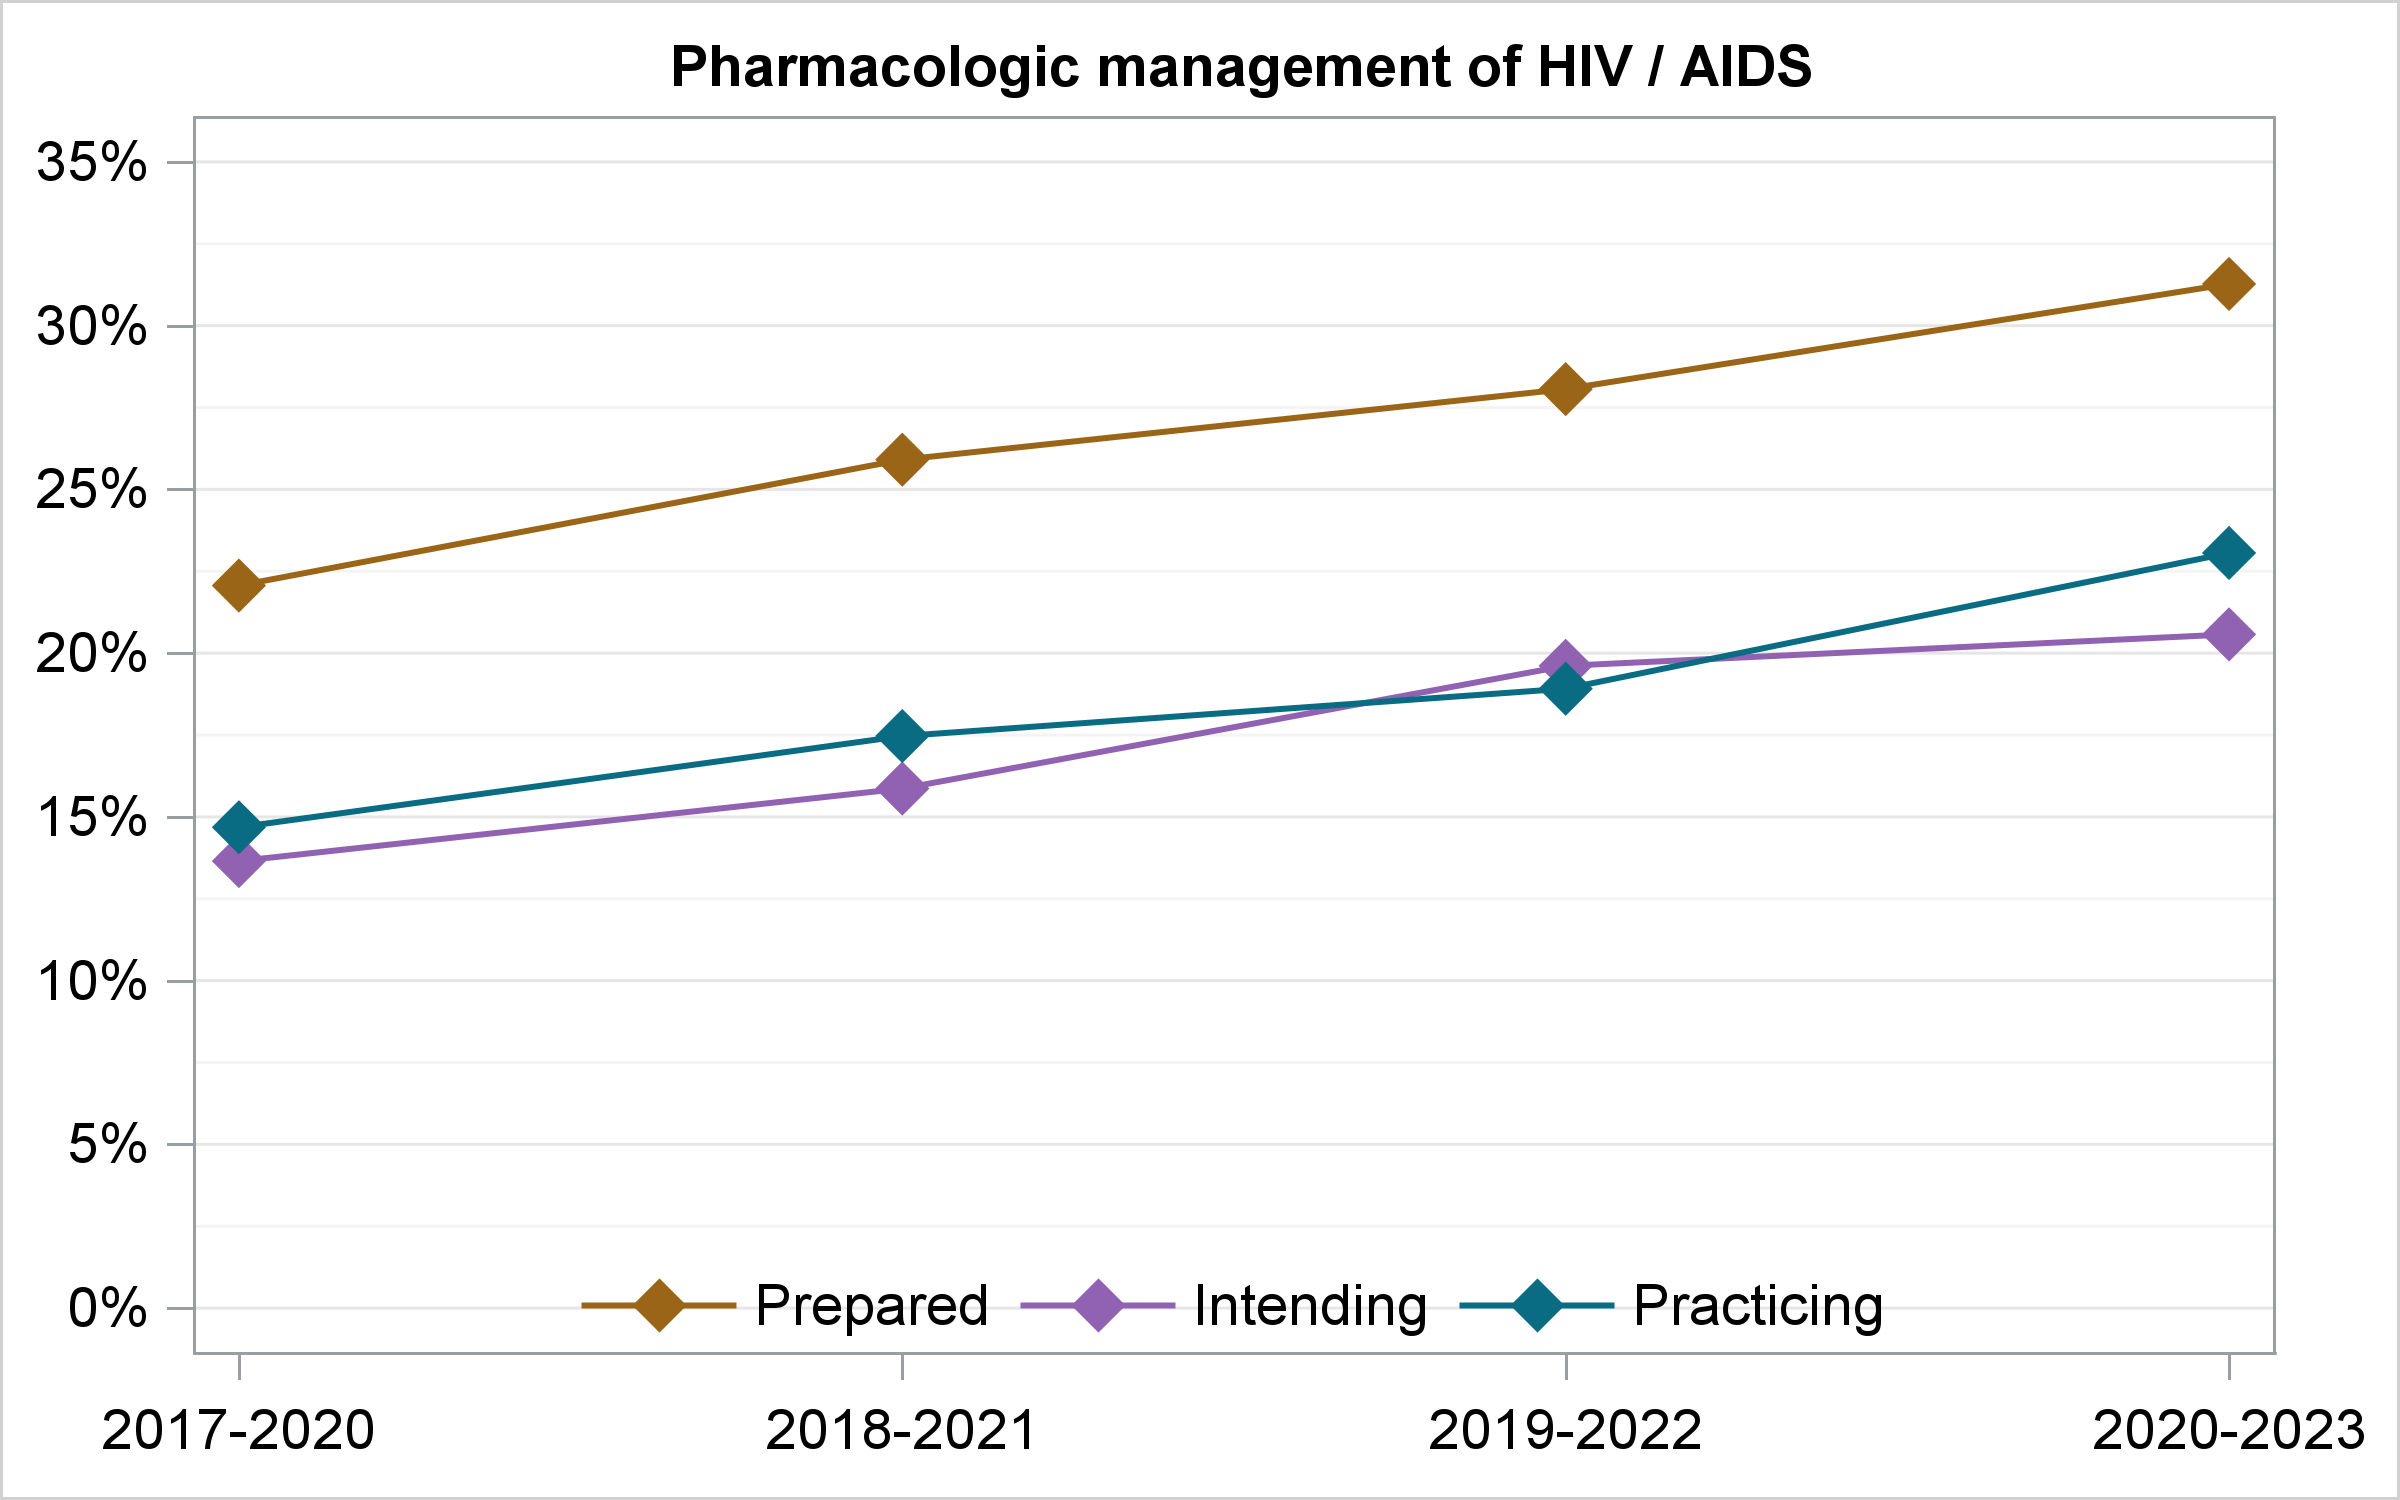 Pharmacologic management of HIV / AIDS
35%
30%
25%
20%
15%
10%
5%
0%
Prepared Intending Practicing
2017-2020 2018-2021 2019-2022 2020-2023